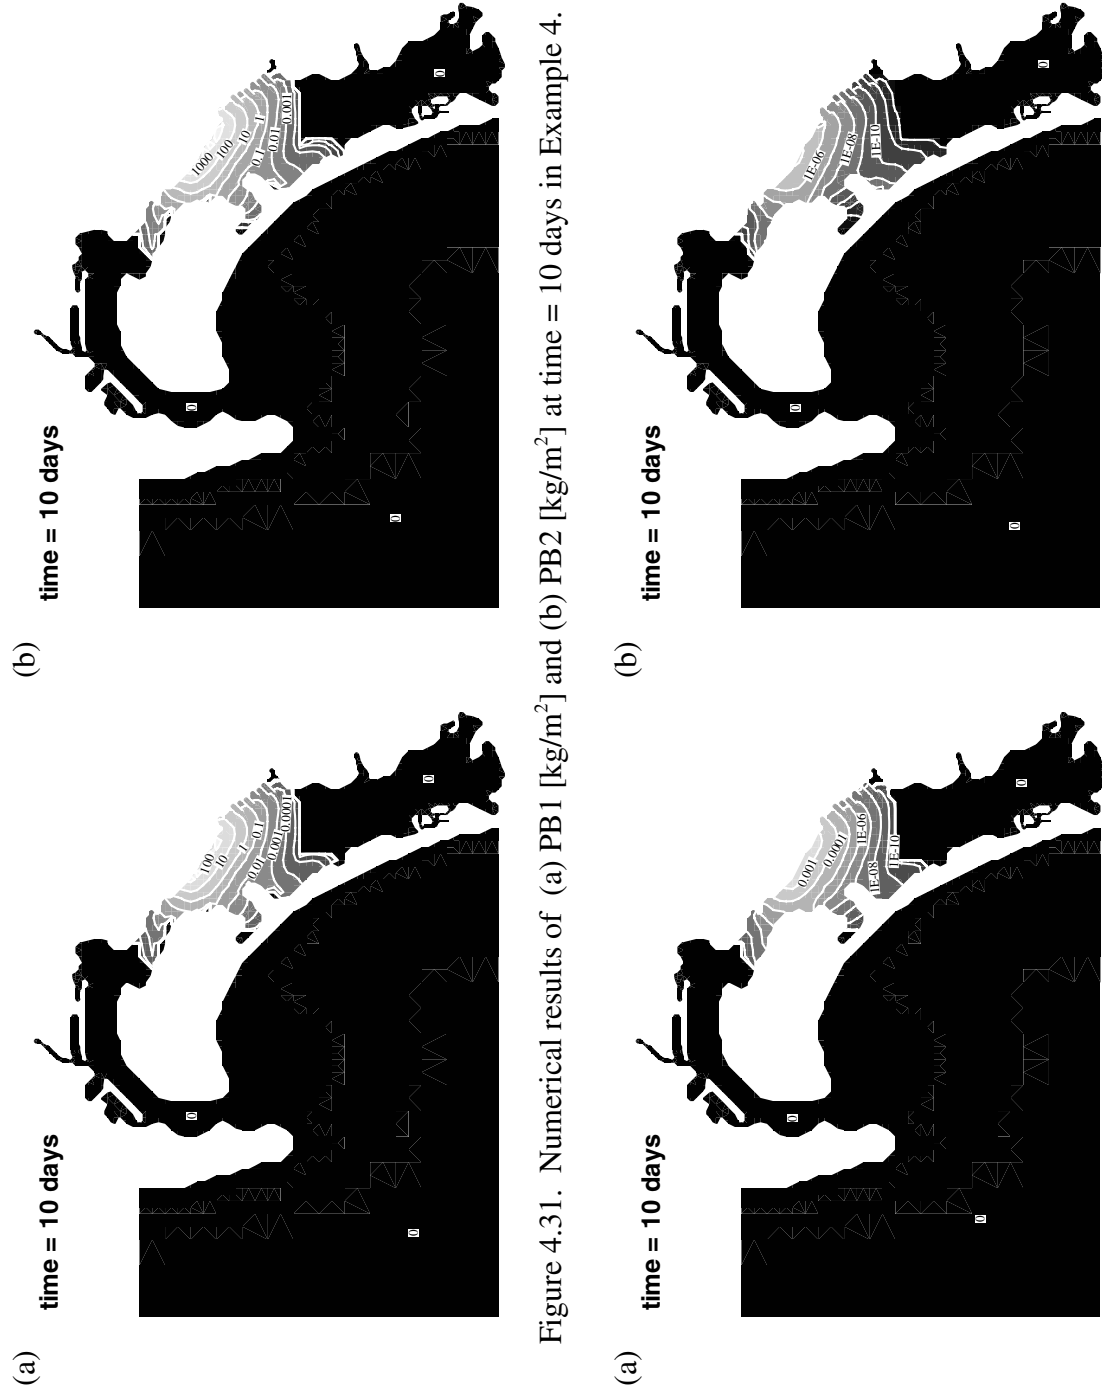 (a)
time = 10 days
100
10
1
0.1
0.01
0.001
0.0001
0
0
0
(b)
time = 10 days
1000
100
10
1
0.1
0.01
0.001
0
0
0
Figure 4.31. Numerical results of (a) PB1 [kg/m²] and (b) PB2 [kg/m²] at time = 10 days in Example 4.
(a)
time = 10 days
0.001
0.0001
1E-06
1E-08
1E-10
0
0
0
(b)
time = 10 days
1E-06
1E-08
1E-10
0
0
0